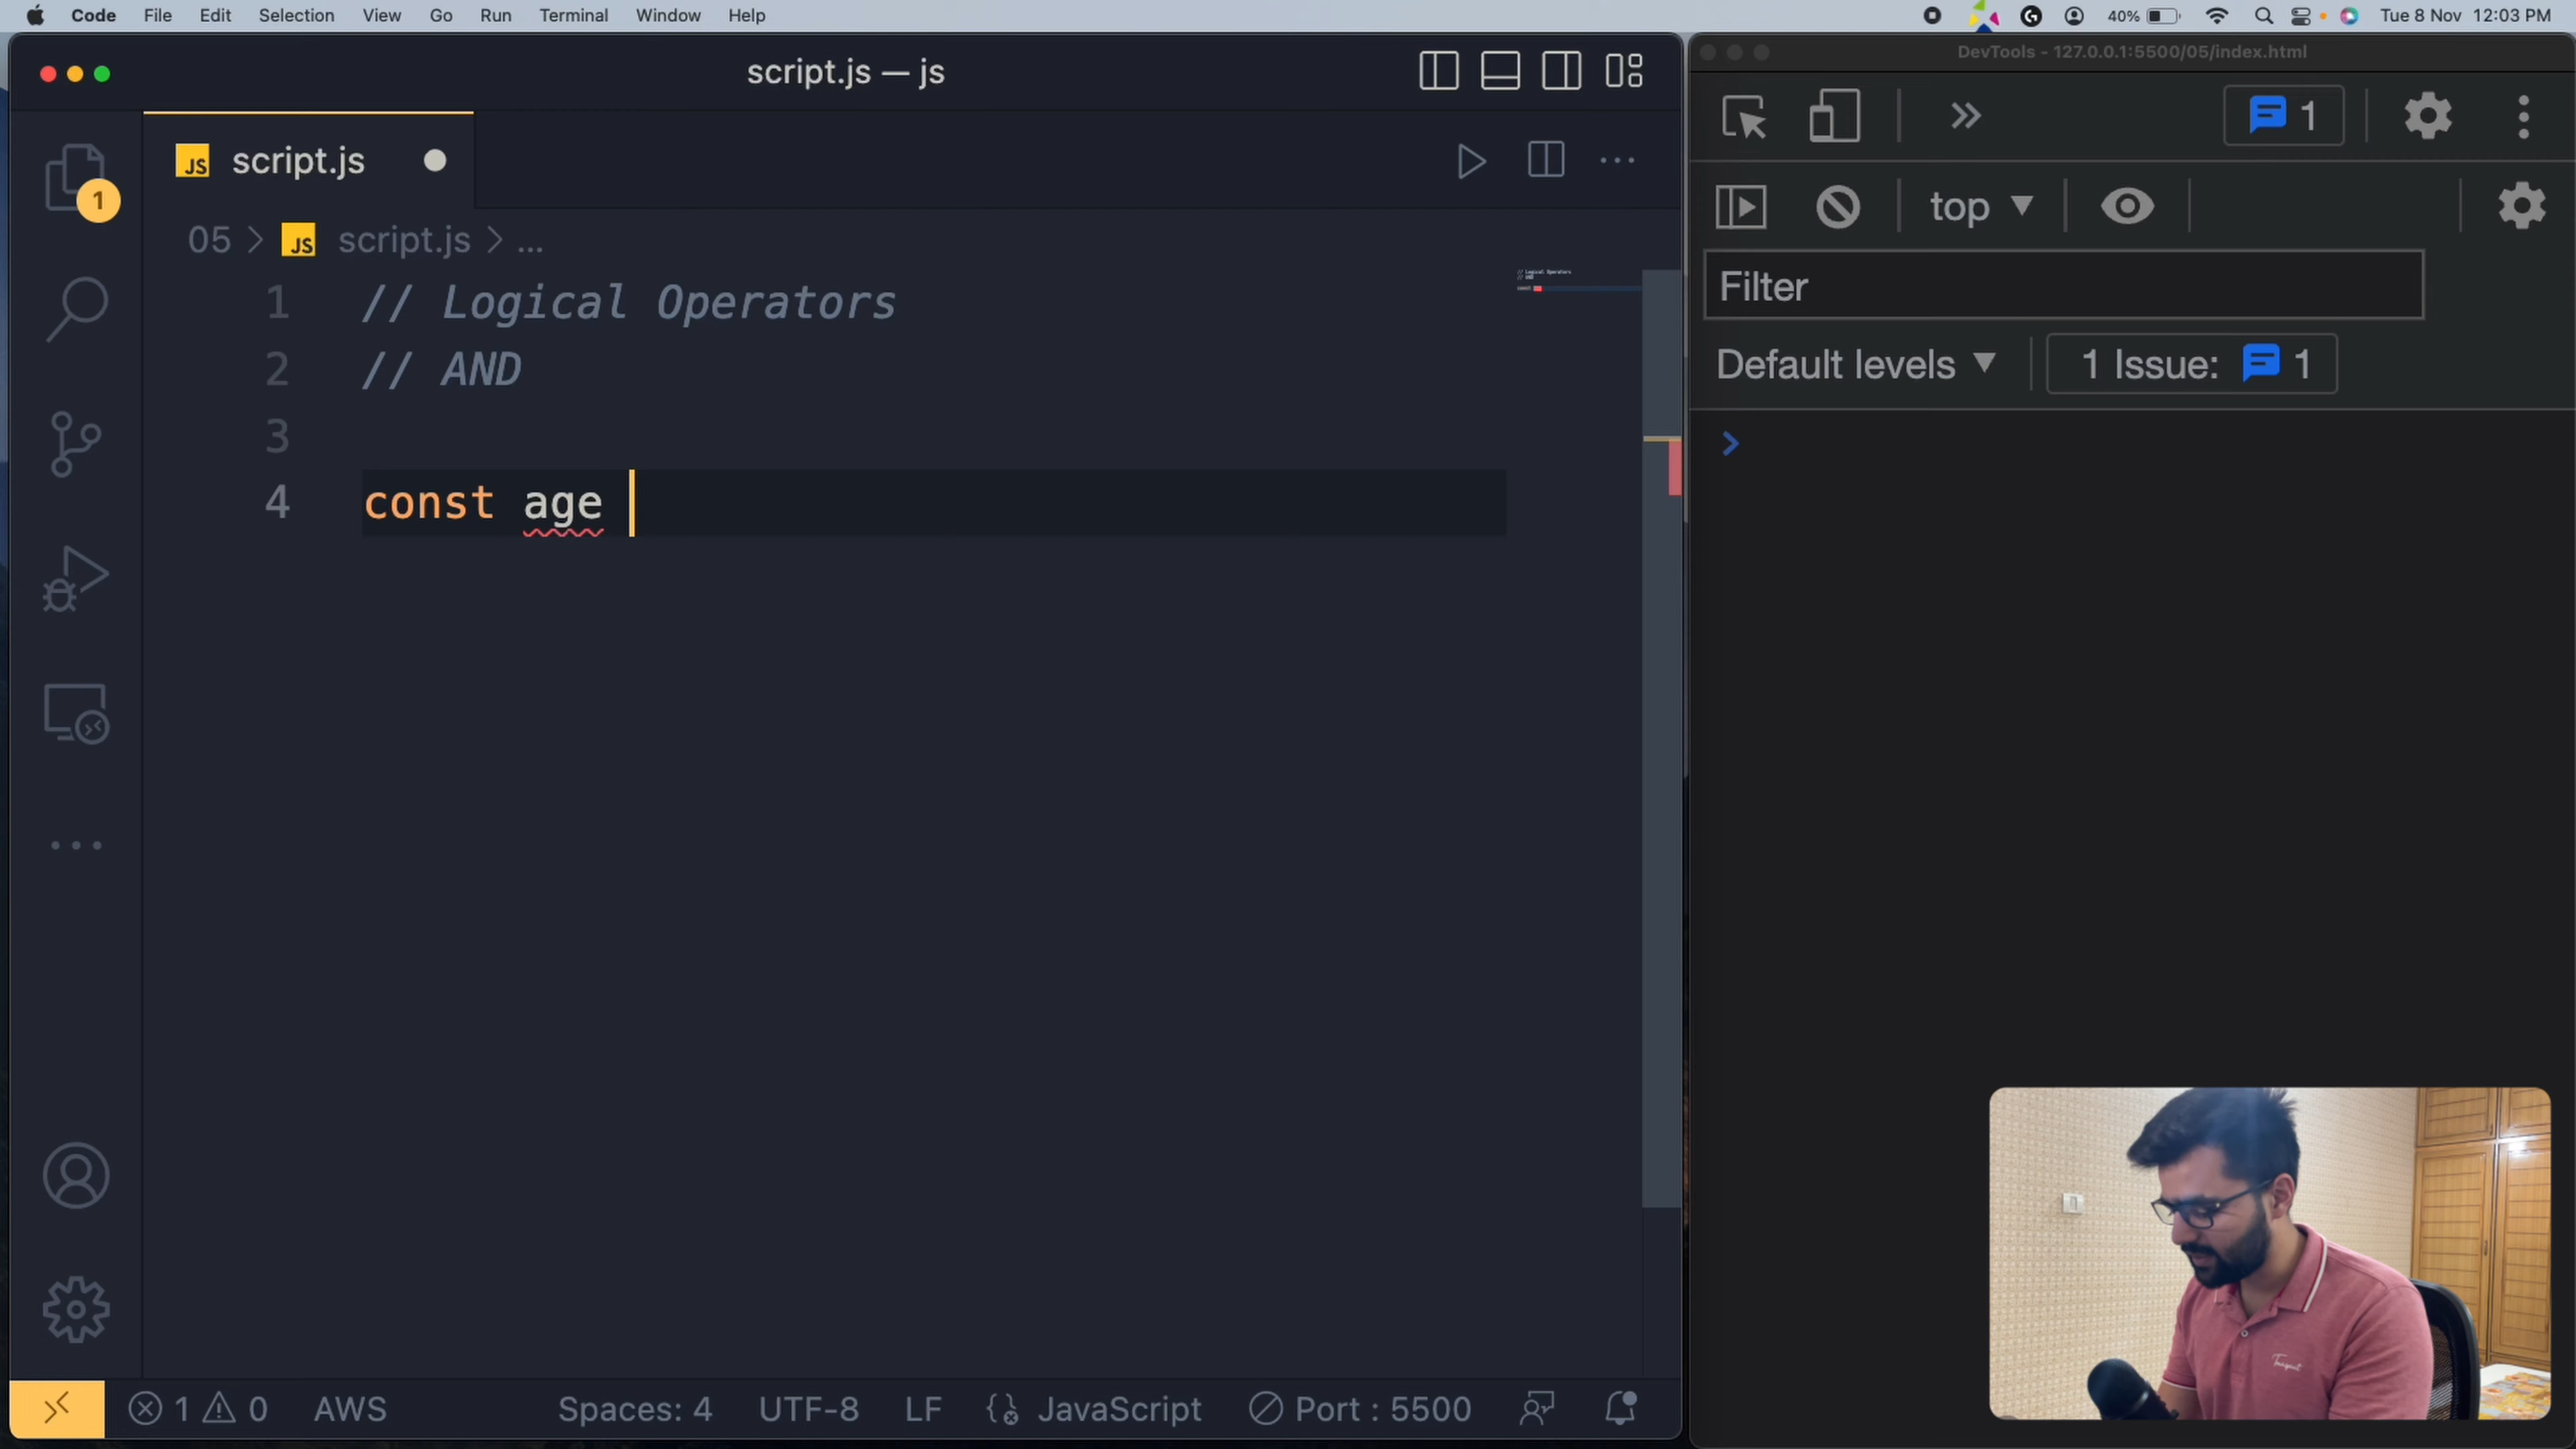 Code File Edit Selection View Go Run Terminal Window Help
40% Tue 8 Nov 12:03 PM
script.js — js
DevTools - 127.0.0.1:5500/05/index.html
1
JS script.js
1
top
05 > JS script.js > ...
Filter
Default levels 1 Issue: 1
1 // Logical Operators
2 // AND
3
4 const age
1 0 AWS Spaces: 4 UTF-8 LF JavaScript Port : 5500